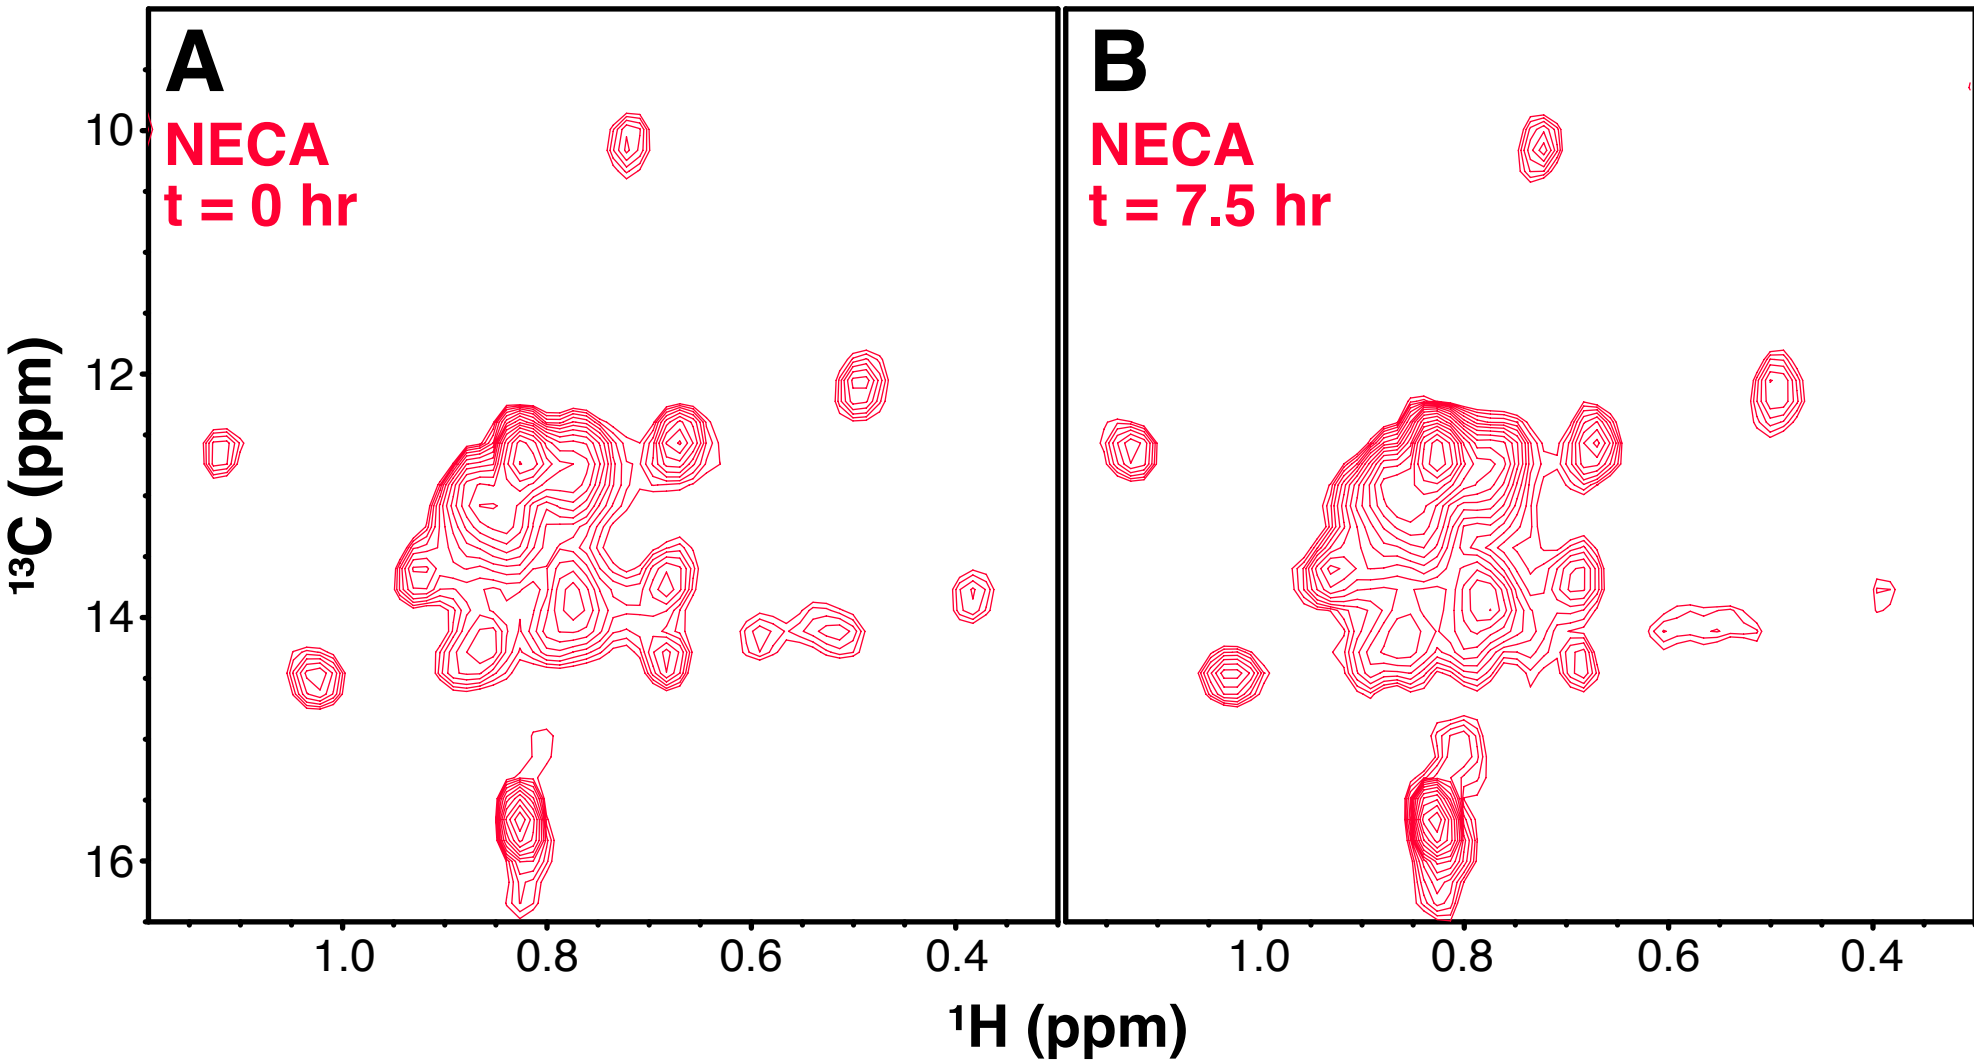 A
NECA
t = 0 hr
B
NECA
t = 7.5 hr
10
12
14
16
¹³C (ppm)
1.0 0.8 0.6 0.4
1.0 0.8 0.6 0.4
¹H (ppm)